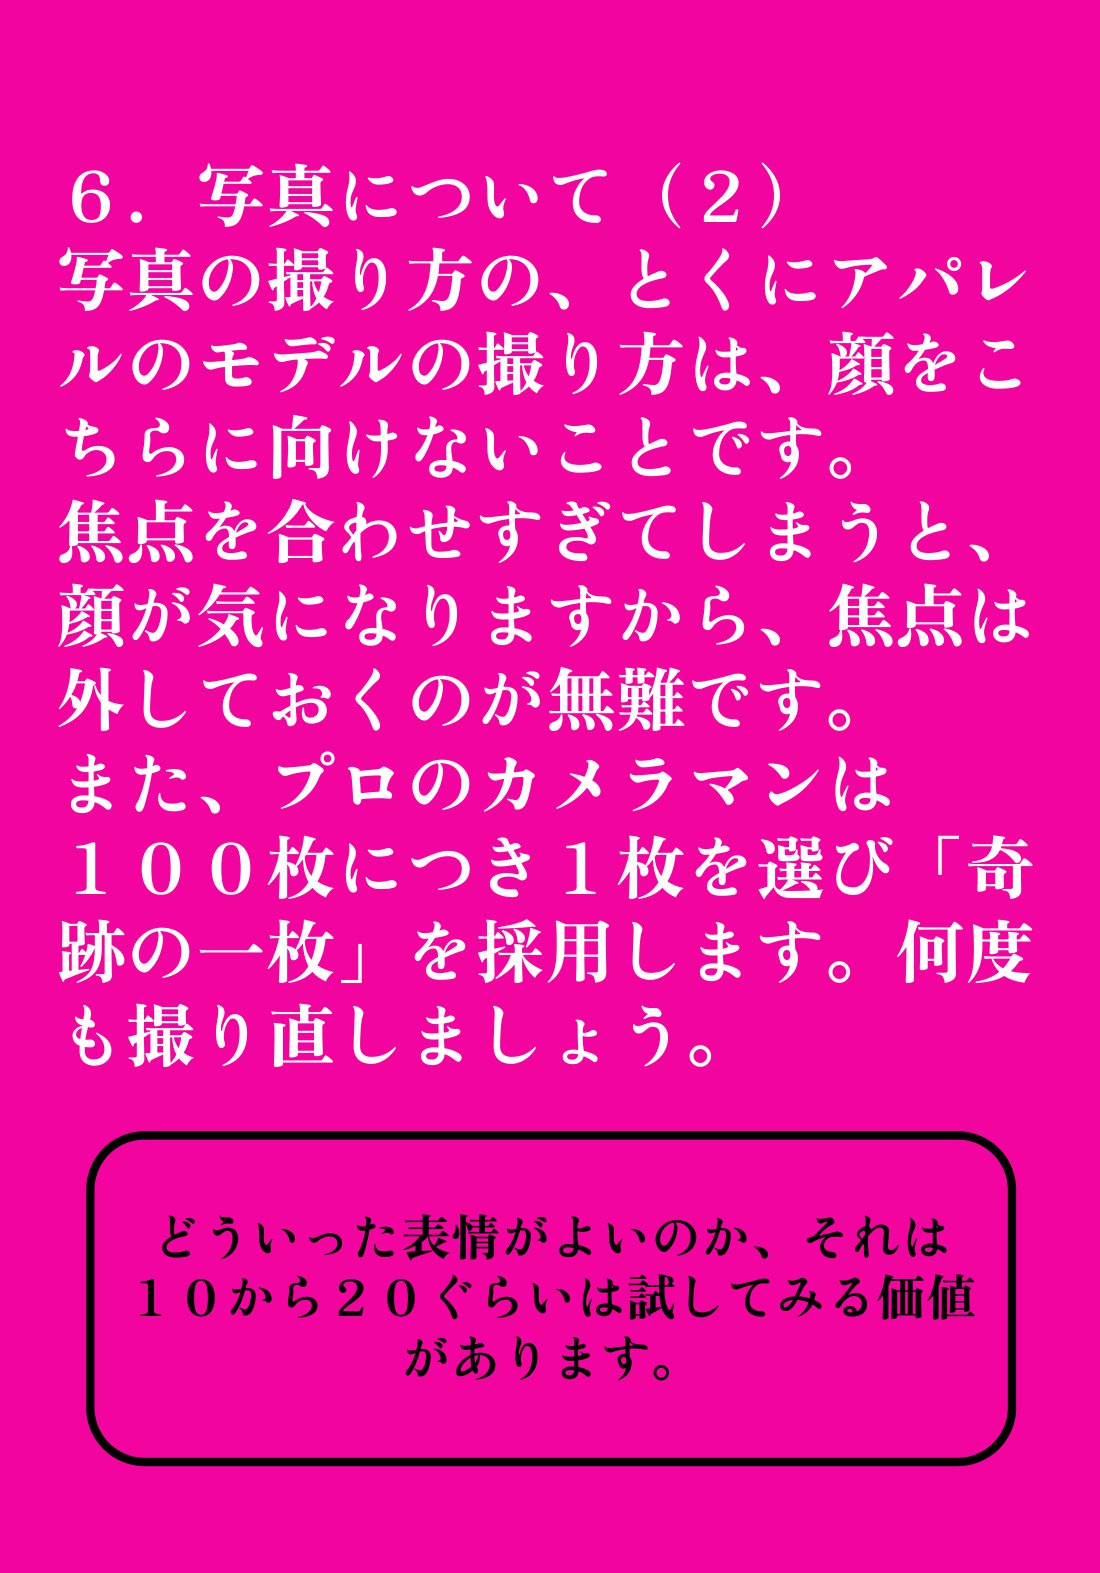 ６．写真について（２）
写真の撮り方の、とくにアパレ
ルのモデルの撮り方は、顔をこ
ちらに向けないことです。
焦点を合わせすぎてしまうと、
顔が気になりますから、焦点は
外しておくのが無難です。
また、プロのカメラマンは
１００枚につき１枚を選び「奇
跡の一枚」を採用します。何度
も撮り直しましょう。
どういった表情がよいのか、それは
１０から２０ぐらいは試してみる価値
があります。